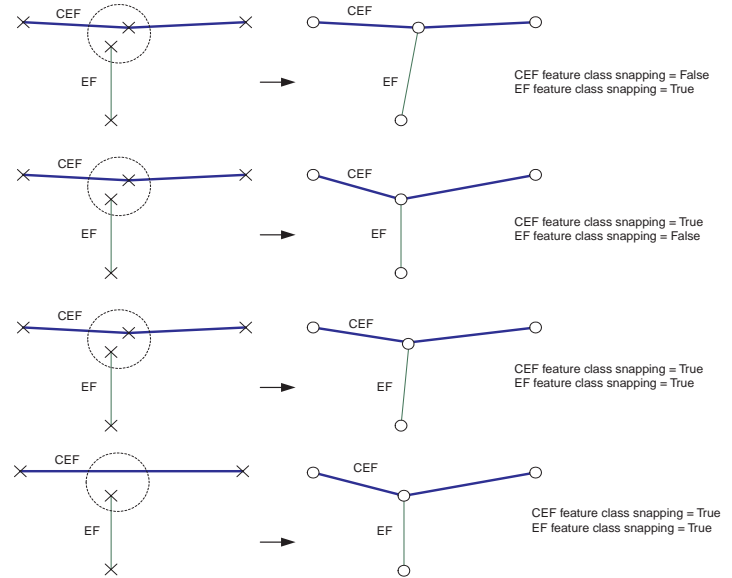 CEF
CEF
EF
EF
CEF feature class snapping = False
EF feature class snapping = True
CEF
CEF
EF
EF
CEF feature class snapping = True
EF feature class snapping = False
CEF
CEF
EF
EF
CEF feature class snapping = True
EF feature class snapping = True
CEF
CEF
EF
EF
CEF feature class snapping = True
EF feature class snapping = True